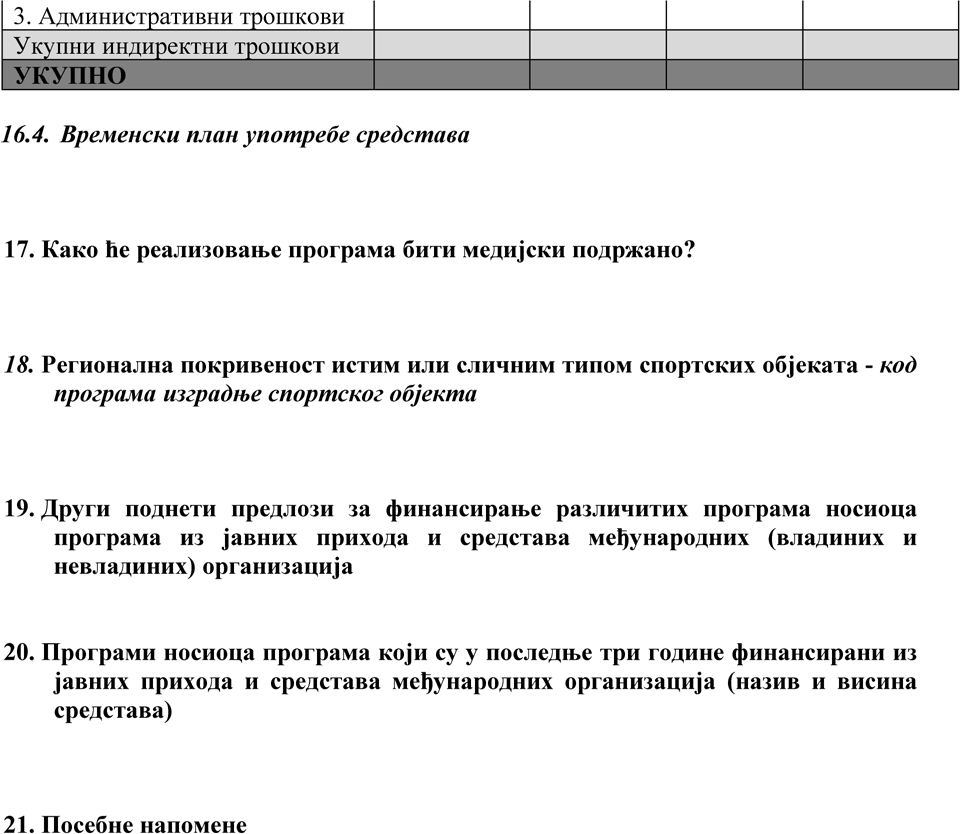 3. Административни трошкови
Укупни индиректни трошкови
УКУПНО
16.4. Временски план употребе средстава
17. Како ће реализовање програма бити медијски подржано?
18. Регионална покривеност истим или сличним типом спортских објеката - код
програма изградње спортског објекта
19. Други поднети предлози за финансирање различитих програма носиоца
програма из јавних прихода и средстава међународних (владиних и
невладиних) организација
20. Програми носиоца програма који су у последње три године финансирани из
јавних прихода и средстава међународних организација (назив и висина
средстава)
21. Посебне напомене